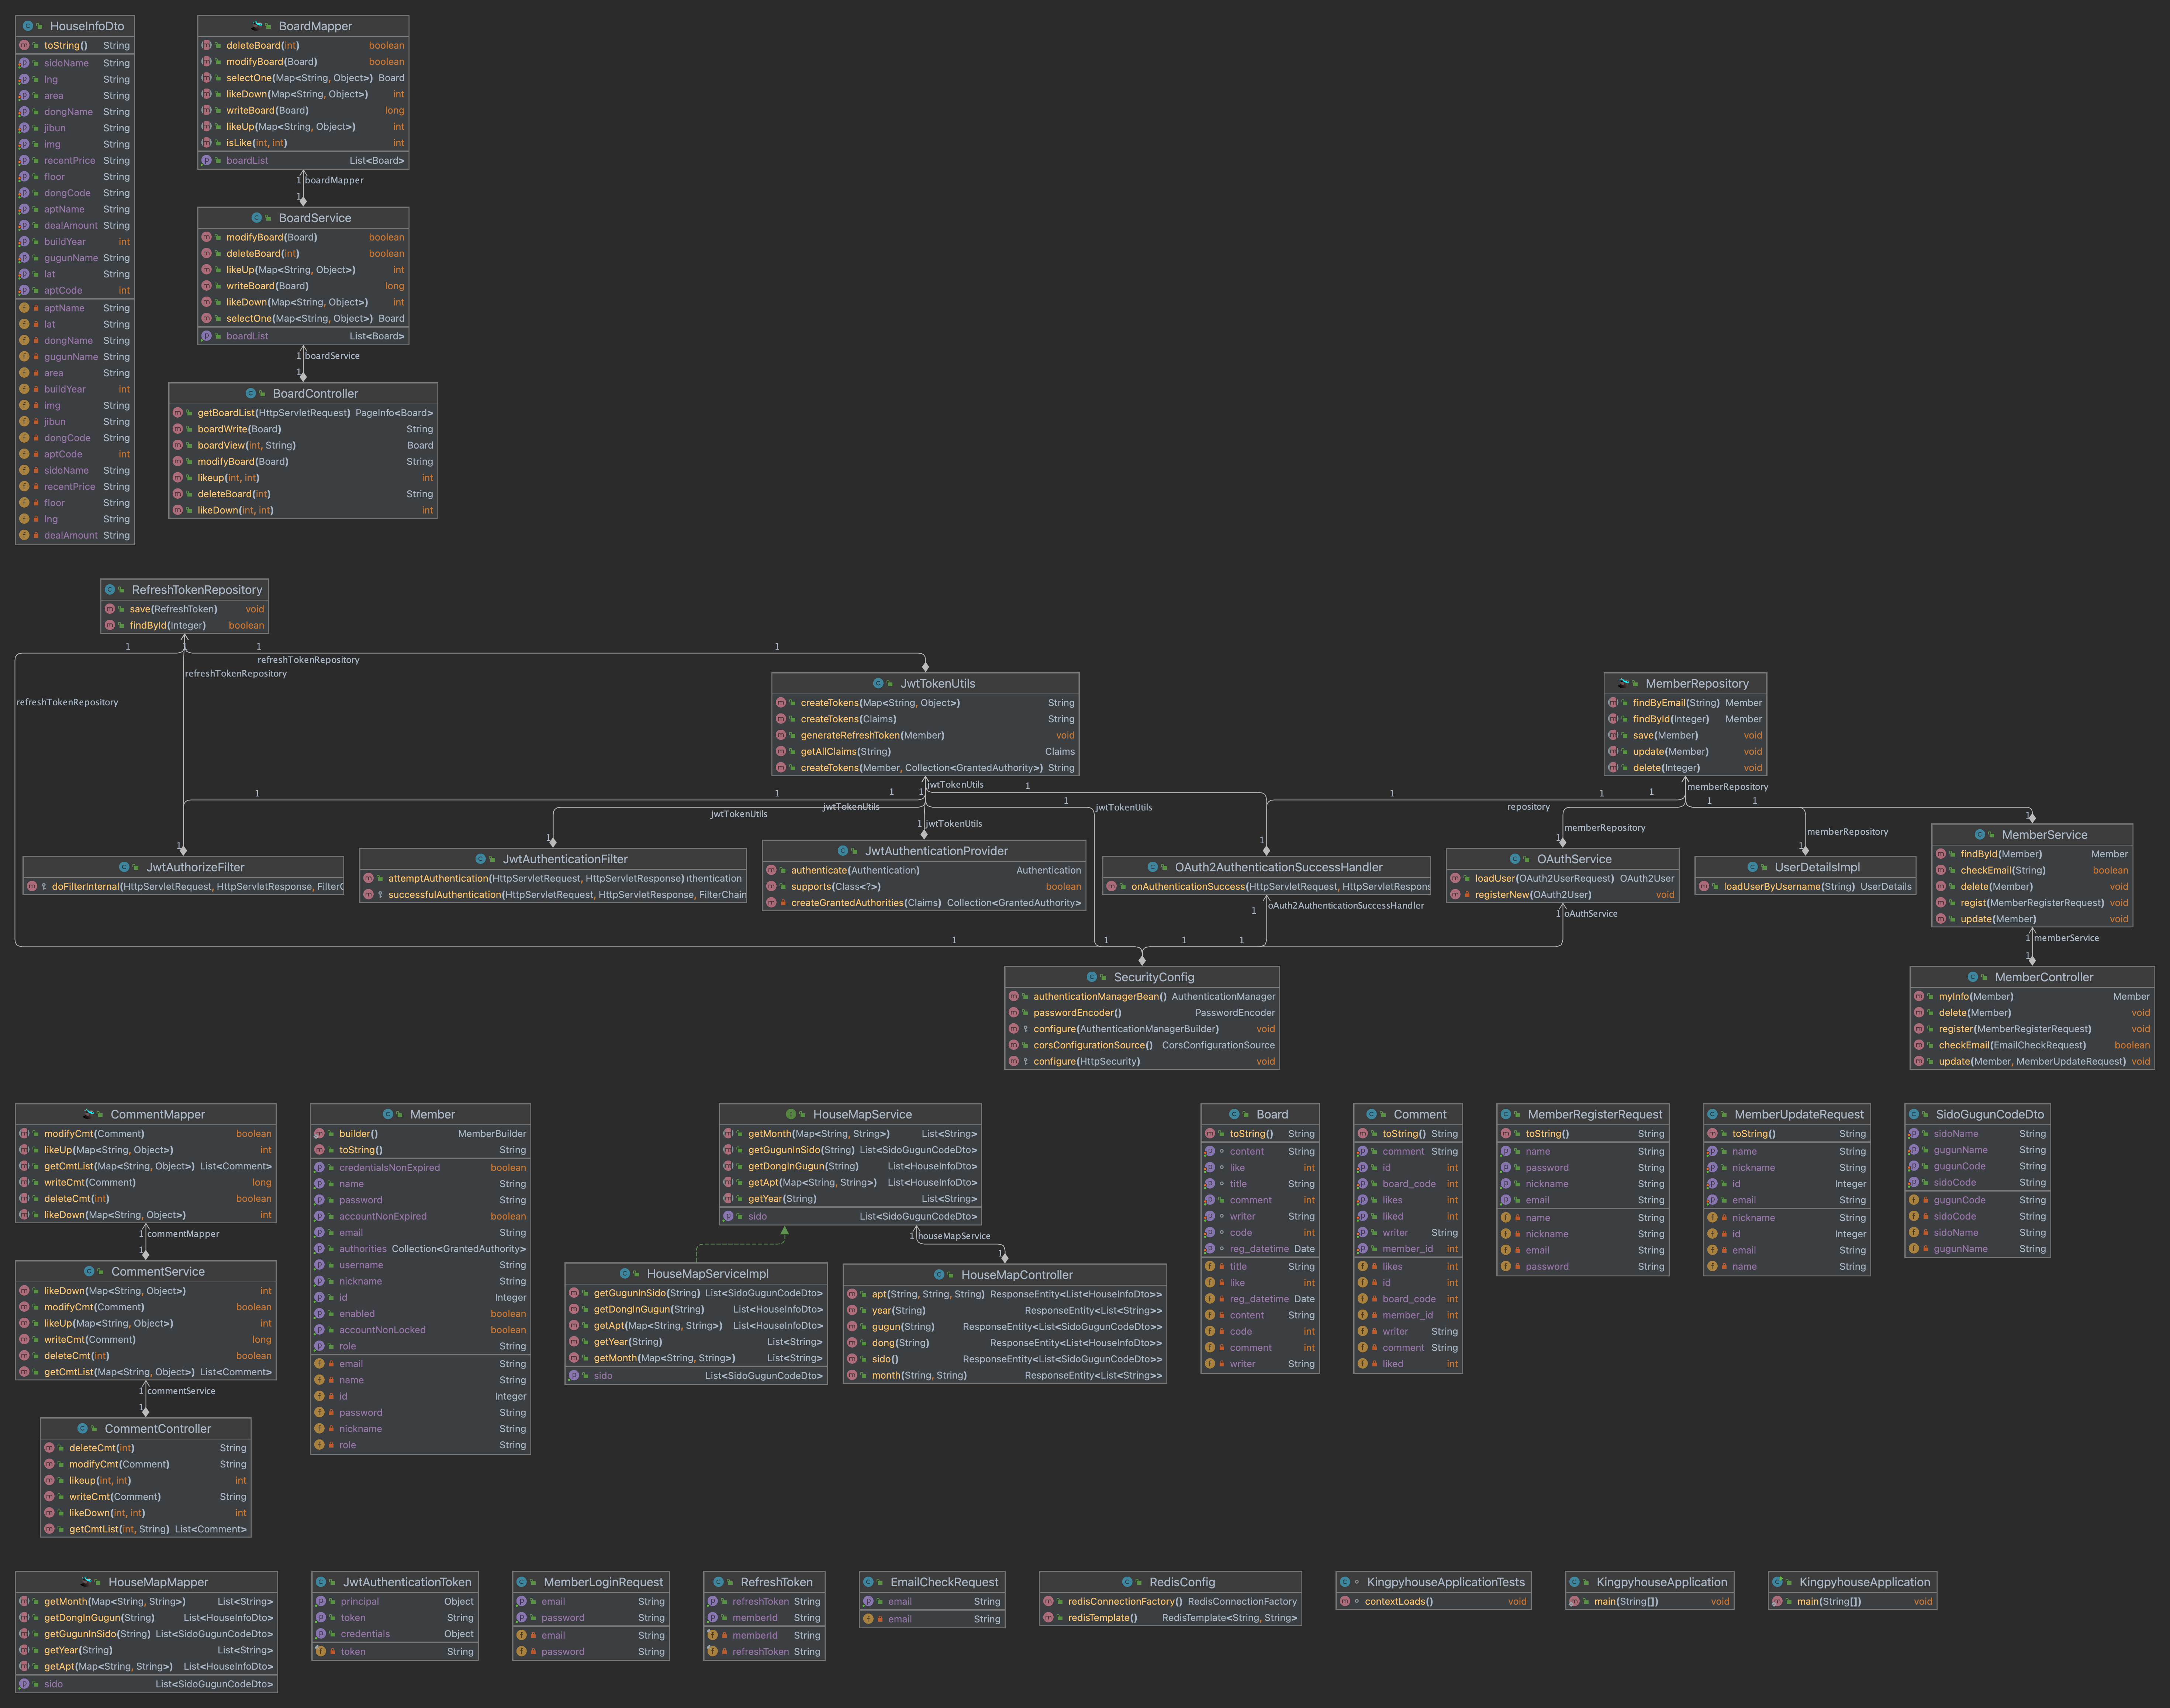 HouseInfoDto
toString() String
sidoName String
lng String
area String
dongName String
jibun String
img String
recentPrice String
floor String
dongCode String
aptName String
dealAmount String
buildYear int
gugunName String
lat String
aptCode int
aptName String
lat String
dongName String
gugunName String
area String
buildYear int
img String
jibun String
dongCode String
aptCode int
sidoName String
recentPrice String
floor String
lng String
dealAmount String
BoardMapper
deleteBoard(int) boolean
modifyBoard(Board) boolean
selectOne(Map<String, Object>) Board
likeDown(Map<String, Object>) int
writeBoard(Board) long
likeUp(Map<String, Object>) int
isLike(int, int) int
boardList List<Board>
1 boardMapper
1
BoardService
modifyBoard(Board) boolean
deleteBoard(int) boolean
likeUp(Map<String, Object>) int
writeBoard(Board) long
likeDown(Map<String, Object>) int
selectOne(Map<String, Object>) Board
boardList List<Board>
1 boardService
1
BoardController
getBoardList(HttpServletRequest) PageInfo<Board>
boardWrite(Board) String
boardView(int, String) Board
modifyBoard(Board) String
likeup(int, int) int
deleteBoard(int) String
likeDown(int, int) int
RefreshTokenRepository
save(RefreshToken) void
findById(Integer) boolean
1 1 1
refreshTokenRepository
refreshTokenRepository
refreshTokenRepository
JwtTokenUtils
createTokens(Map<String, Object>) String
createTokens(Claims) String
generateRefreshToken(Member) void
getAllClaims(String) Claims
createTokens(Member, Collection<GrantedAuthority>) String
MemberRepository
findByEmail(String) Member
findById(Integer) Member
save(Member) void
update(Member) void
delete(Integer) void
jwtTokenUtils 1
memberRepository
1 1 1 1 1 1 1
1 1 1
jwtTokenUtils jwtTokenUtils repository
jwtTokenUtils
1 jwtTokenUtils
memberRepository
memberRepository
1 1 1 1 1 1 1
JwtAuthorizeFilter
doFilterInternal(HttpServletRequest, HttpServletResponse, FilterC
JwtAuthenticationFilter
attemptAuthentication(HttpServletRequest, HttpServletResponse) uthentication
successfulAuthentication(HttpServletRequest, HttpServletResponse, FilterChain
JwtAuthenticationProvider
authenticate(Authentication) Authentication
supports(Class<?>) boolean
createGrantedAuthorities(Claims) Collection<GrantedAuthority>
OAuth2AuthenticationSuccessHandler
onAuthenticationSuccess(HttpServletRequest, HttpServletRespons
OAuthService
loadUser(OAuth2UserRequest) OAuth2User
registerNew(OAuth2User) void
UserDetailsImpl
loadUserByUsername(String) UserDetails
MemberService
findById(Member) Member
checkEmail(String) boolean
delete(Member) void
regist(MemberRegisterRequest) void
update(Member) void
1 oAuth2AuthenticationSuccessHandler
1 oAuthService
1 memberService
1
1 1 1 1
SecurityConfig
authenticationManagerBean() AuthenticationManager
passwordEncoder() PasswordEncoder
configure(AuthenticationManagerBuilder) void
corsConfigurationSource() CorsConfigurationSource
configure(HttpSecurity) void
MemberController
myInfo(Member) Member
delete(Member) void
register(MemberRegisterRequest) void
checkEmail(EmailCheckRequest) boolean
update(Member, MemberUpdateRequest) void
CommentMapper
modifyCmt(Comment) boolean
likeUp(Map<String, Object>) int
getCmtList(Map<String, Object>) List<Comment>
writeCmt(Comment) long
deleteCmt(int) boolean
likeDown(Map<String, Object>) int
1 commentMapper
1
CommentService
likeDown(Map<String, Object>) int
modifyCmt(Comment) boolean
likeUp(Map<String, Object>) int
writeCmt(Comment) long
deleteCmt(int) boolean
getCmtList(Map<String, Object>) List<Comment>
1 commentService
1
CommentController
deleteCmt(int) String
modifyCmt(Comment) String
likeup(int, int) int
writeCmt(Comment) String
likeDown(int, int) int
getCmtList(int, String) List<Comment>
Member
builder() MemberBuilder
toString() String
credentialsNonExpired boolean
name String
password String
accountNonExpired boolean
email String
authorities Collection<GrantedAuthority>
username String
nickname String
id Integer
enabled boolean
accountNonLocked boolean
role String
email String
name String
id Integer
password String
nickname String
role String
HouseMapService
getMonth(Map<String, String>) List<String>
getGugunInSido(String) List<SidoGugunCodeDto>
getDongInGugun(String) List<HouseInfoDto>
getApt(Map<String, String>) List<HouseInfoDto>
getYear(String) List<String>
sido List<SidoGugunCodeDto>
1 houseMapService
1
HouseMapServiceImpl
getGugunInSido(String) List<SidoGugunCodeDto>
getDongInGugun(String) List<HouseInfoDto>
getApt(Map<String, String>) List<HouseInfoDto>
getYear(String) List<String>
getMonth(Map<String, String>) List<String>
sido List<SidoGugunCodeDto>
HouseMapController
apt(String, String, String) ResponseEntity<List<HouseInfoDto>>
year(String) ResponseEntity<List<String>>
gugun(String) ResponseEntity<List<SidoGugunCodeDto>>
dong(String) ResponseEntity<List<HouseInfoDto>>
sido() ResponseEntity<List<SidoGugunCodeDto>>
month(String, String) ResponseEntity<List<String>>
Board
toString() String
content String
like int
title String
comment int
writer String
code int
reg_datetime Date
title String
like int
reg_datetime Date
content String
code int
comment int
writer String
Comment
toString() String
comment String
id int
board_code int
likes int
liked int
writer String
member_id int
likes int
id int
board_code int
member_id int
writer String
comment String
liked int
MemberRegisterRequest
toString() String
name String
password String
nickname String
email String
name String
nickname String
email String
password String
MemberUpdateRequest
toString() String
name String
nickname String
id Integer
email String
nickname String
id Integer
email String
name String
SidoGugunCodeDto
sidoName String
gugunName String
gugunCode String
sidoCode String
gugunCode String
sidoCode String
sidoName String
gugunName String
HouseMapMapper
getMonth(Map<String, String>) List<String>
getDongInGugun(String) List<HouseInfoDto>
getGugunInSido(String) List<SidoGugunCodeDto>
getYear(String) List<String>
getApt(Map<String, String>) List<HouseInfoDto>
sido List<SidoGugunCodeDto>
JwtAuthenticationToken
principal Object
token String
credentials Object
token String
MemberLoginRequest
email String
password String
email String
password String
RefreshToken
refreshToken String
memberId String
memberId String
refreshToken String
EmailCheckRequest
email String
email String
RedisConfig
redisConnectionFactory() RedisConnectionFactory
redisTemplate() RedisTemplate<String, String>
KingpyhouseApplicationTests
contextLoads() void
KingpyhouseApplication
main(String[]) void
KingpyhouseApplication
main(String[]) void